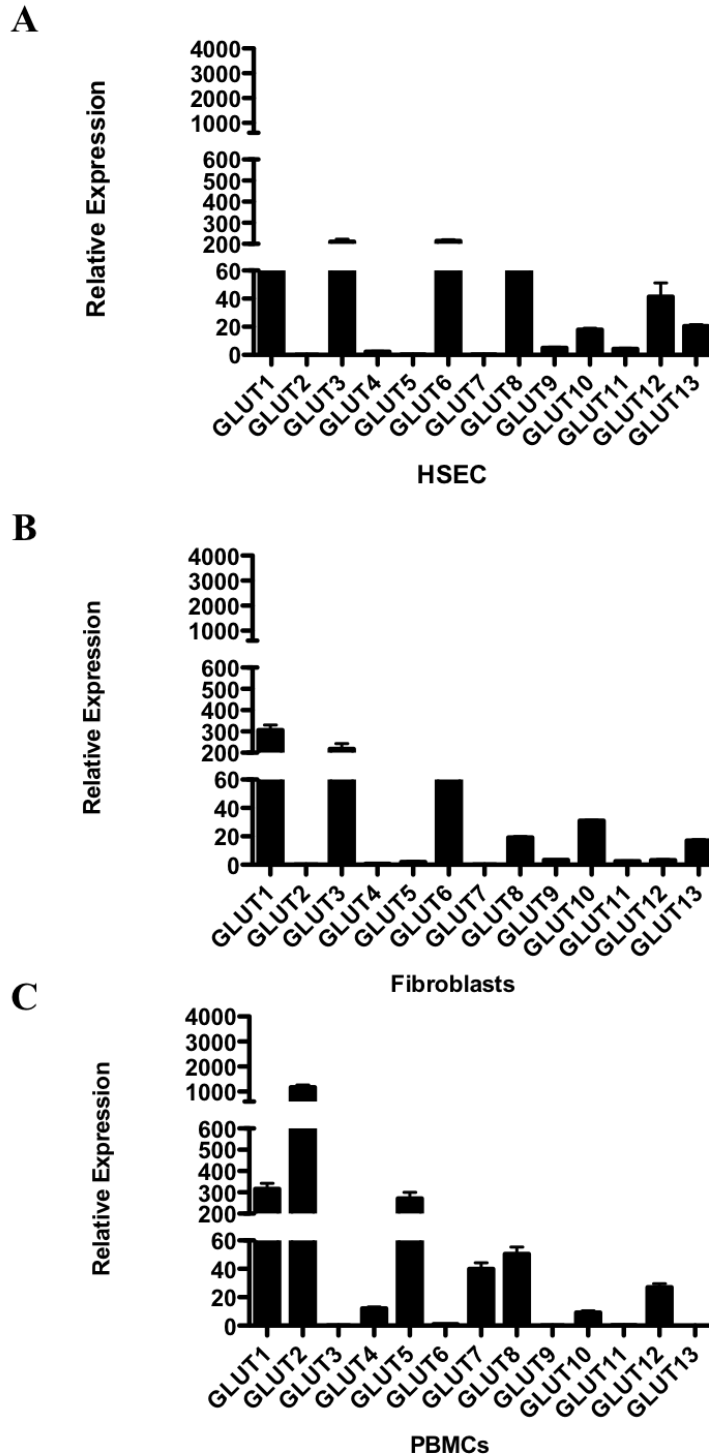 A
Relative Expression
4000
3000
2000
1000
600
500
400
300
200
60
40
20
0
GLUT1
GLUT2
GLUT3
GLUT4
GLUT5
GLUT6
GLUT7
GLUT8
GLUT9
GLUT10
GLUT11
GLUT12
GLUT13
HSEC
B
Relative Expression
4000
3000
2000
1000
600
500
400
300
200
60
40
20
0
GLUT1
GLUT2
GLUT3
GLUT4
GLUT5
GLUT6
GLUT7
GLUT8
GLUT9
GLUT10
GLUT11
GLUT12
GLUT13
Fibroblasts
C
Relative Expression
4000
3000
2000
1000
600
500
400
300
200
60
40
20
0
GLUT1
GLUT2
GLUT3
GLUT4
GLUT5
GLUT6
GLUT7
GLUT8
GLUT9
GLUT10
GLUT11
GLUT12
GLUT13
PBMCs